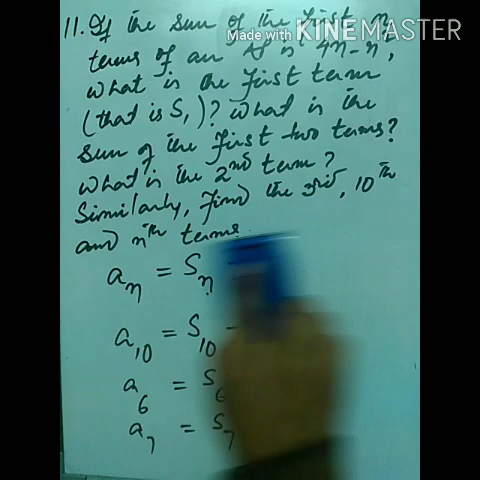 Made with KINEMASTER
11. If the sum of the first n
terms of an AP is 4n - n²,
what is the first term
(that is S₁)? What is the
sum of the first two terms?
What is the 2nd term?
Similarly, find the 3rd, 10th
and nth terms.
aₙ = Sₙ
a₁₀ = S₁₀ -
a₆ = S₆
a₇ = S₇